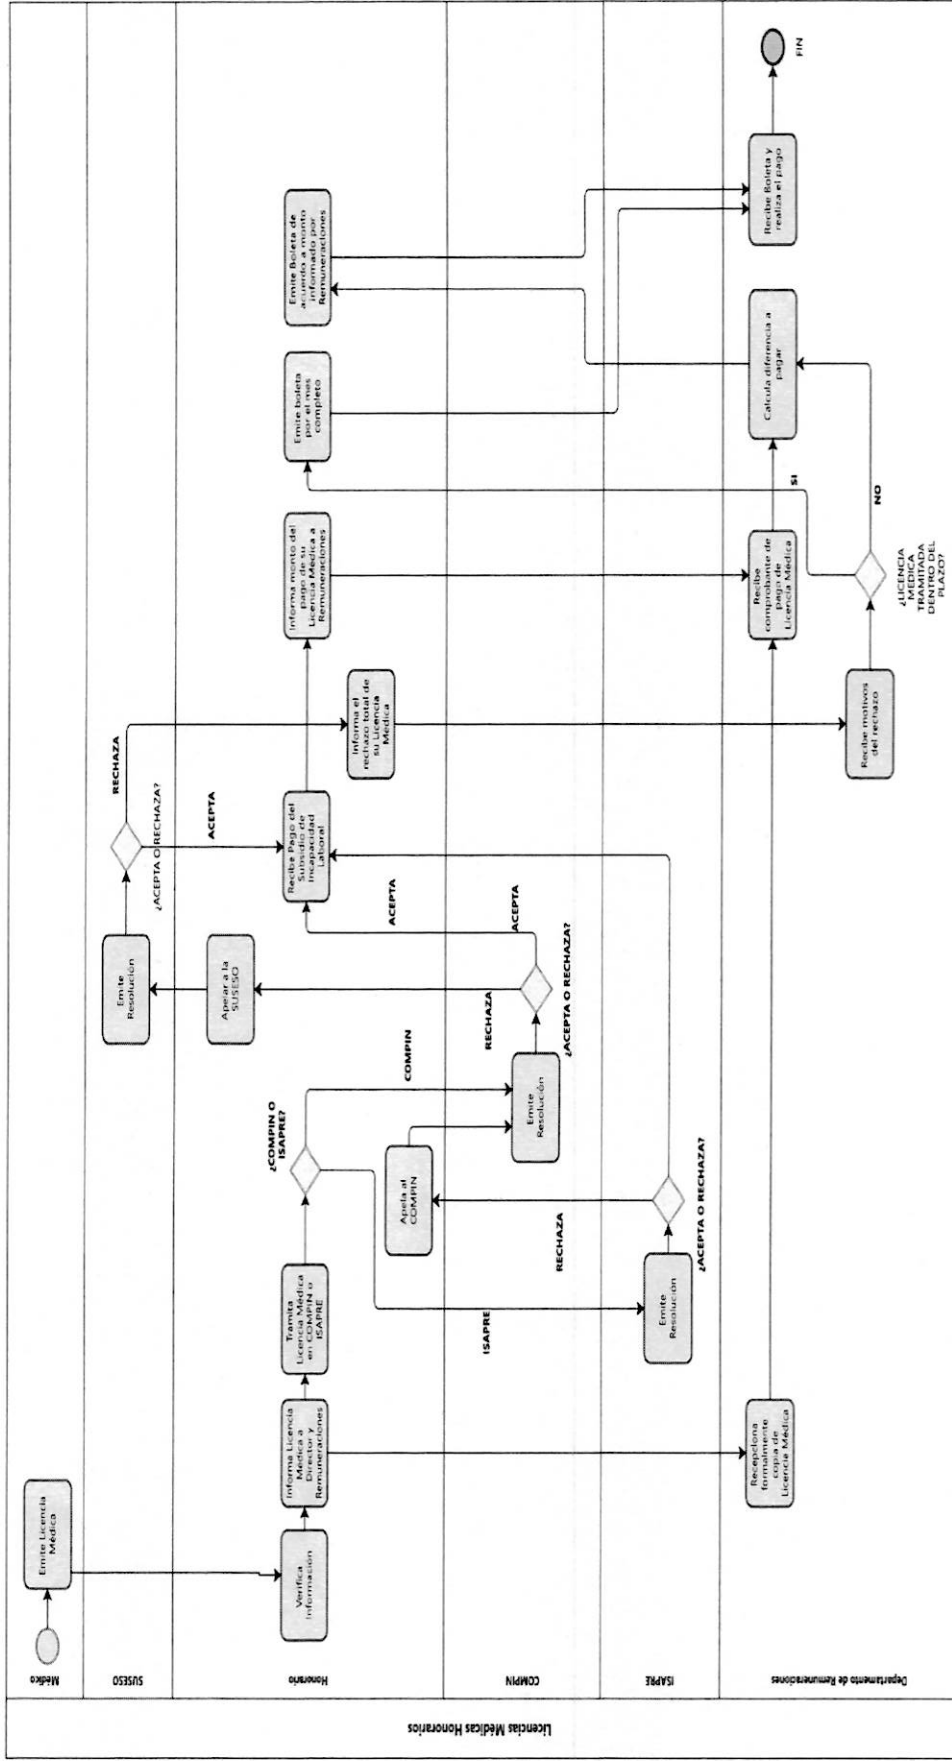 Licencias Médicas Honorarios
Médico
Emite Licencia
Médica
SUSESO
Emite
Resolución
¿ACEPTA O RECHAZA?
RECHAZA
ACEPTA
Honorario
Verifica
Información
Informa Licencia
Médica a
Director y
Remuneraciones
Tramita
Licencia Médica
en COMPIN o
ISAPRE
¿COMPIN O
ISAPRE?
COMPIN
ISAPRE
Apela al
COMPIN
Apelar a la
SUSESO
Recibe Pago del
Subsidio de
Incapacidad
Laboral
ACEPTA
Informa el
rechazo total de
su Licencia
Médica
Informa monto del
pago de su
Licencia Médica a
Remuneraciones
Emite boleta
por el mes
completo
Emite Boleta de
acuerdo a monto
informado por
Remuneraciones
COMPIN
Emite
Resolución
¿ACEPTA O RECHAZA?
RECHAZA
ACEPTA
ISAPRE
Emite
Resolución
¿ACEPTA O RECHAZA?
RECHAZA
Departamento de Remuneraciones
Recepciona
formalmente
copia de
Licencia Médica
Recibe
comprobante de
pago de
Licencia Médica
Recibe motivos
del rechazo
¿LICENCIA
MEDICA
TRAMITADA
DENTRO DEL
PLAZO?
SI
NO
Calcula diferencia a
pagar
Recibe Boleta y
realiza el pago
FIN